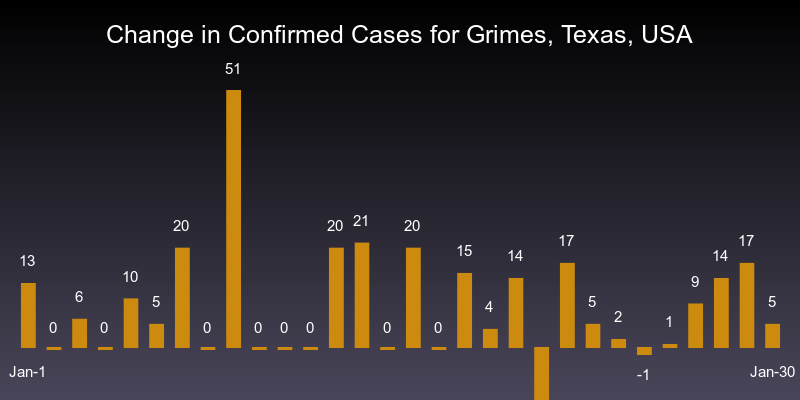 Change in Confirmed Cases for Grimes, Texas, USA
51
20 20 21 20
13 10 15 14 17 14 17
6 5 4 5 2 9 5
0 0 0 0 0 0 0 0 1
Jan-1 -1 Jan-30